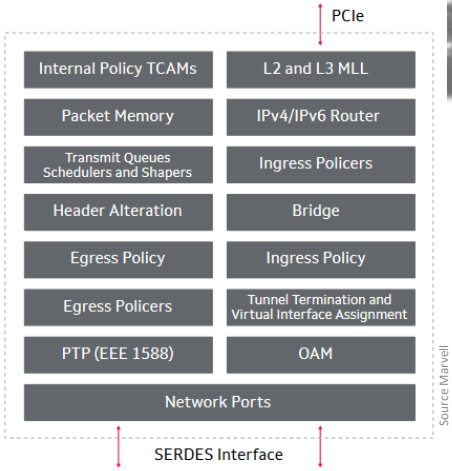 PCIe
Internal Policy TCAMs
L2 and L3 MLL
Packet Memory
IPv4/IPv6 Router
Transmit Queues
Schedulers and Shapers
Ingress Policers
Header Alteration
Bridge
Egress Policy
Ingress Policy
Egress Policers
Tunnel Termination and
Virtual Interface Assignment
PTP (EEE 1588)
OAM
Network Ports
SERDES Interface
Source Marvell